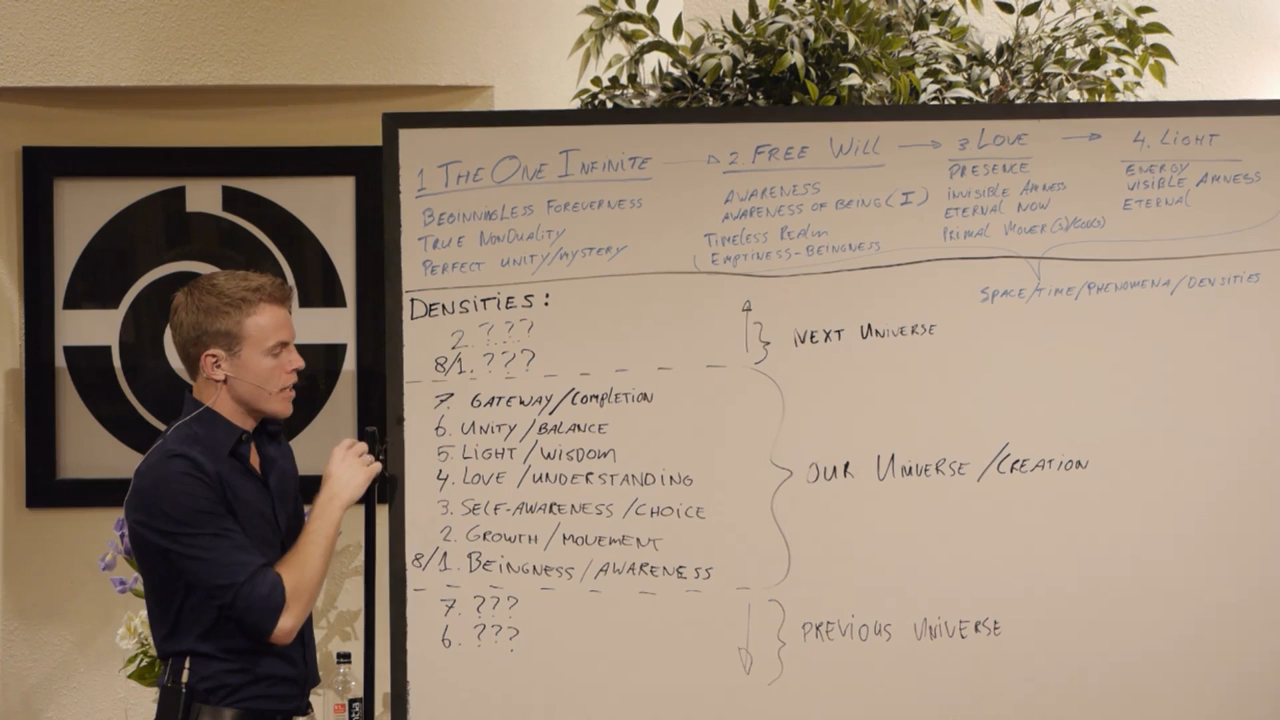 1 THE ONE INFINITE → 2. FREE WILL → 3. LOVE → 4. LIGHT
BEGINNINGLESS FOREVERNESS
TRUE NONDUALITY
PERFECT UNITY/MYSTERY
AWARENESS
AWARENESS OF BEING (I)
TIMELESS REALM
EMPTINESS-BEINGNESS
PRESENCE
INVISIBLE AMNESS
ETERNAL NOW
PRIMAL MOVER(S)/GOD(S)
ENERGY
VISIBLE AMNESS
ETERNAL
SPACE/TIME/PHENOMENA/DENSITIES
DENSITIES:
2. ???
8/1. ???
NEXT UNIVERSE
7. GATEWAY/COMPLETION
6. UNITY/BALANCE
5. LIGHT/WISDOM
4. LOVE/UNDERSTANDING
3. SELF-AWARENESS/CHOICE
2. GROWTH/MOVEMENT
8/1. BEINGNESS/AWARENESS
OUR UNIVERSE/CREATION
7. ???
6. ???
PREVIOUS UNIVERSE